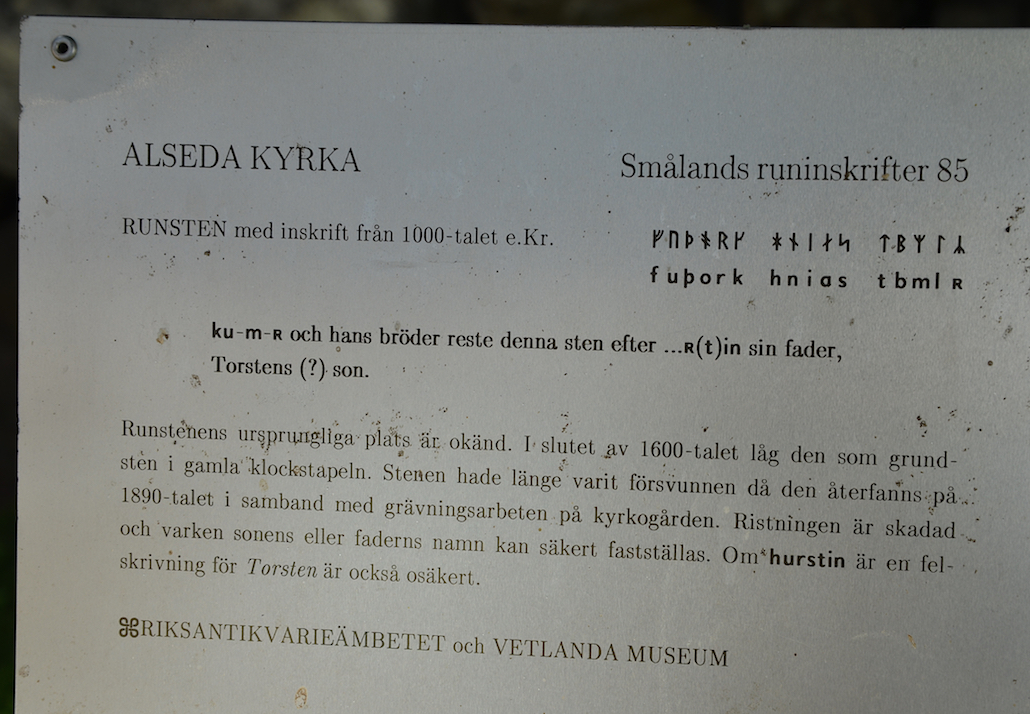 ALSEDA KYRKA
Smålands runinskrifter 85
RUNSTEN med inskrift från 1000-talet e.Kr.
ᚠᚢᚦᚬᚱᚴ ᚼᚾᛁᛅᛋ ᛏᛒᛘᛚᛦ
fuþork hnias tbmlʀ
ku-m-ʀ och hans bröder reste denna sten efter ...ʀ(t)in sin fader,
Torstens (?) son.
Runstenens ursprungliga plats är okänd. I slutet av 1600-talet låg den som grund-
sten i gamla klockstapeln. Stenen hade länge varit försvunnen då den återfanns på
1890-talet i samband med grävningsarbeten på kyrkogården. Ristningen är skadad
och varken sonens eller faderns namn kan säkert fastställas. Om hurstin är en fel-
skrivning för Torsten är också osäkert.
⌘RIKSANTIKVARIEÄMBETET och VETLANDA MUSEUM